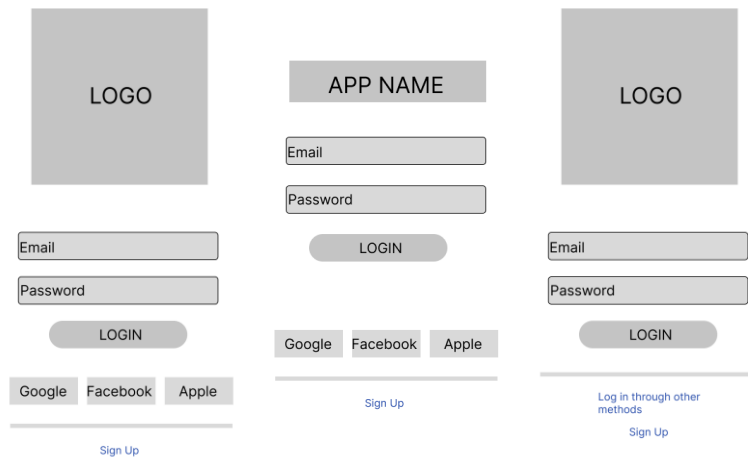 LOGO
Email
Password
LOGIN
Google Facebook Apple
Sign Up
APP NAME
Email
Password
LOGIN
Google Facebook Apple
Sign Up
LOGO
Email
Password
LOGIN
Log in through other
methods
Sign Up